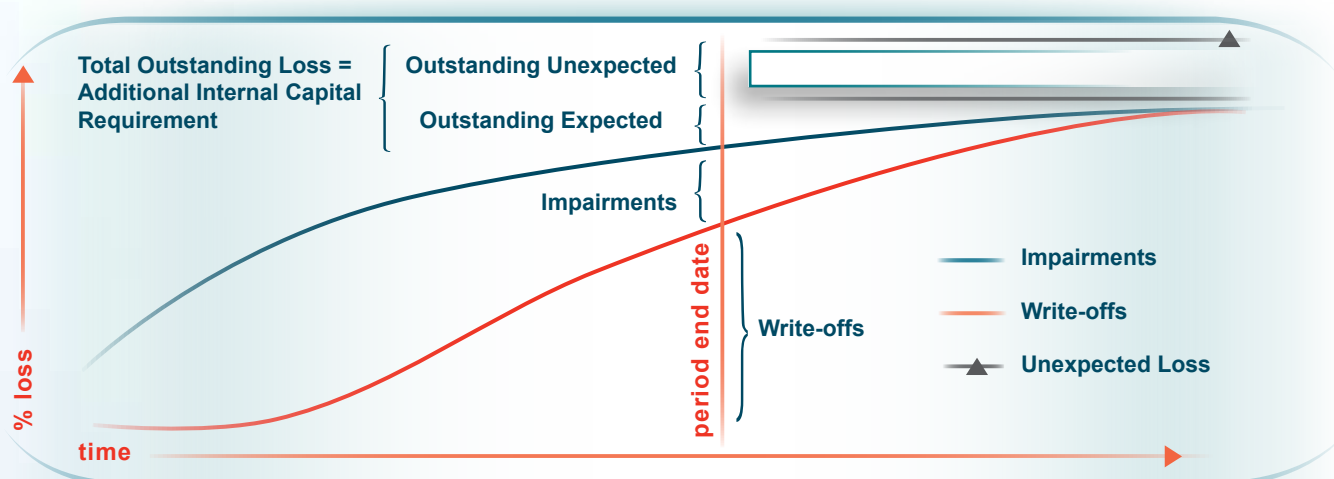 Total Outstanding Loss =
Additional Internal Capital
Requirement
Outstanding Unexpected
Outstanding Expected
Impairments
Write-offs
period end date
Impairments
Write-offs
Unexpected Loss
% loss
time